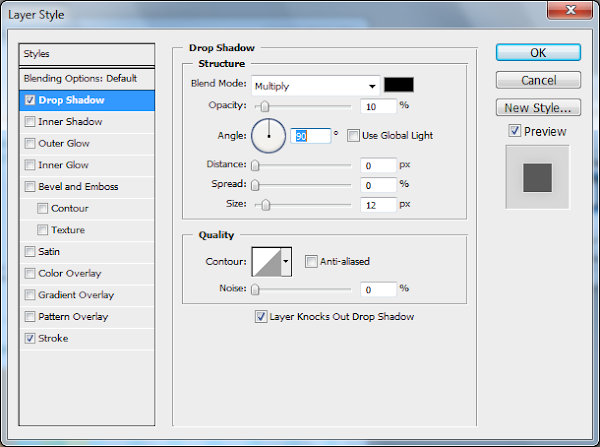 Layer Style
Styles
Blending Options: Default
Drop Shadow
Inner Shadow
Outer Glow
Inner Glow
Bevel and Emboss
Contour
Texture
Satin
Color Overlay
Gradient Overlay
Pattern Overlay
Stroke
Drop Shadow
Structure
Blend Mode: Multiply
Opacity: 10 %
Angle: 90 ° Use Global Light
Distance: 0 px
Spread: 0 %
Size: 12 px
Quality
Contour: Anti-aliased
Noise: 0 %
Layer Knocks Out Drop Shadow
OK
Cancel
New Style...
Preview